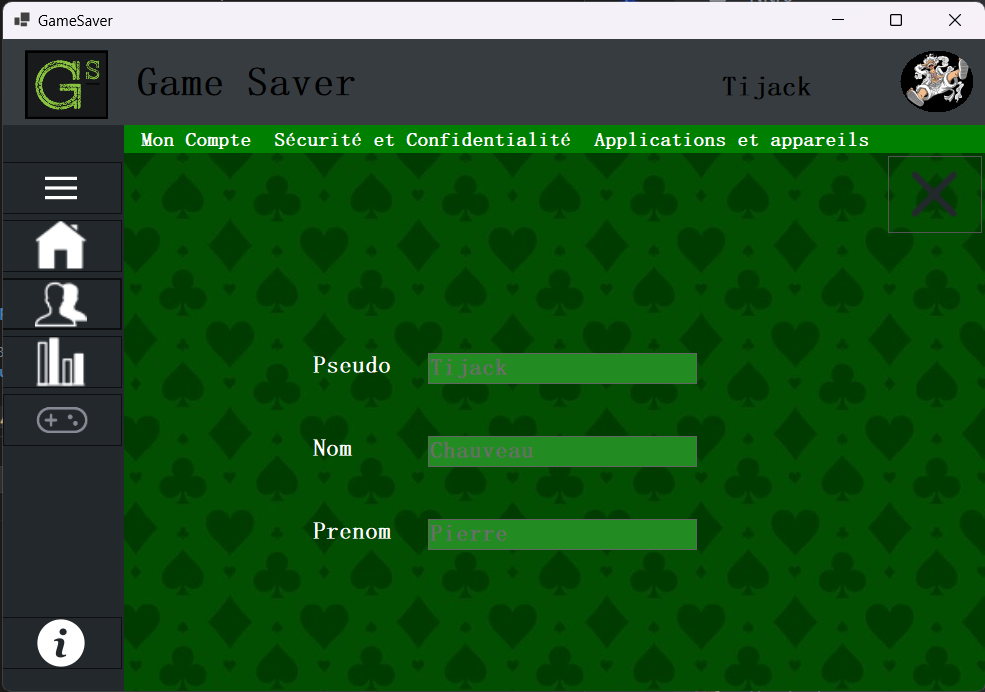 GameSaver
GS
Game Saver
Tijack
Mon Compte Sécurité et Confidentialité Applications et appareils
Pseudo Tijack
Nom Chauveau
Prenom Pierre
i